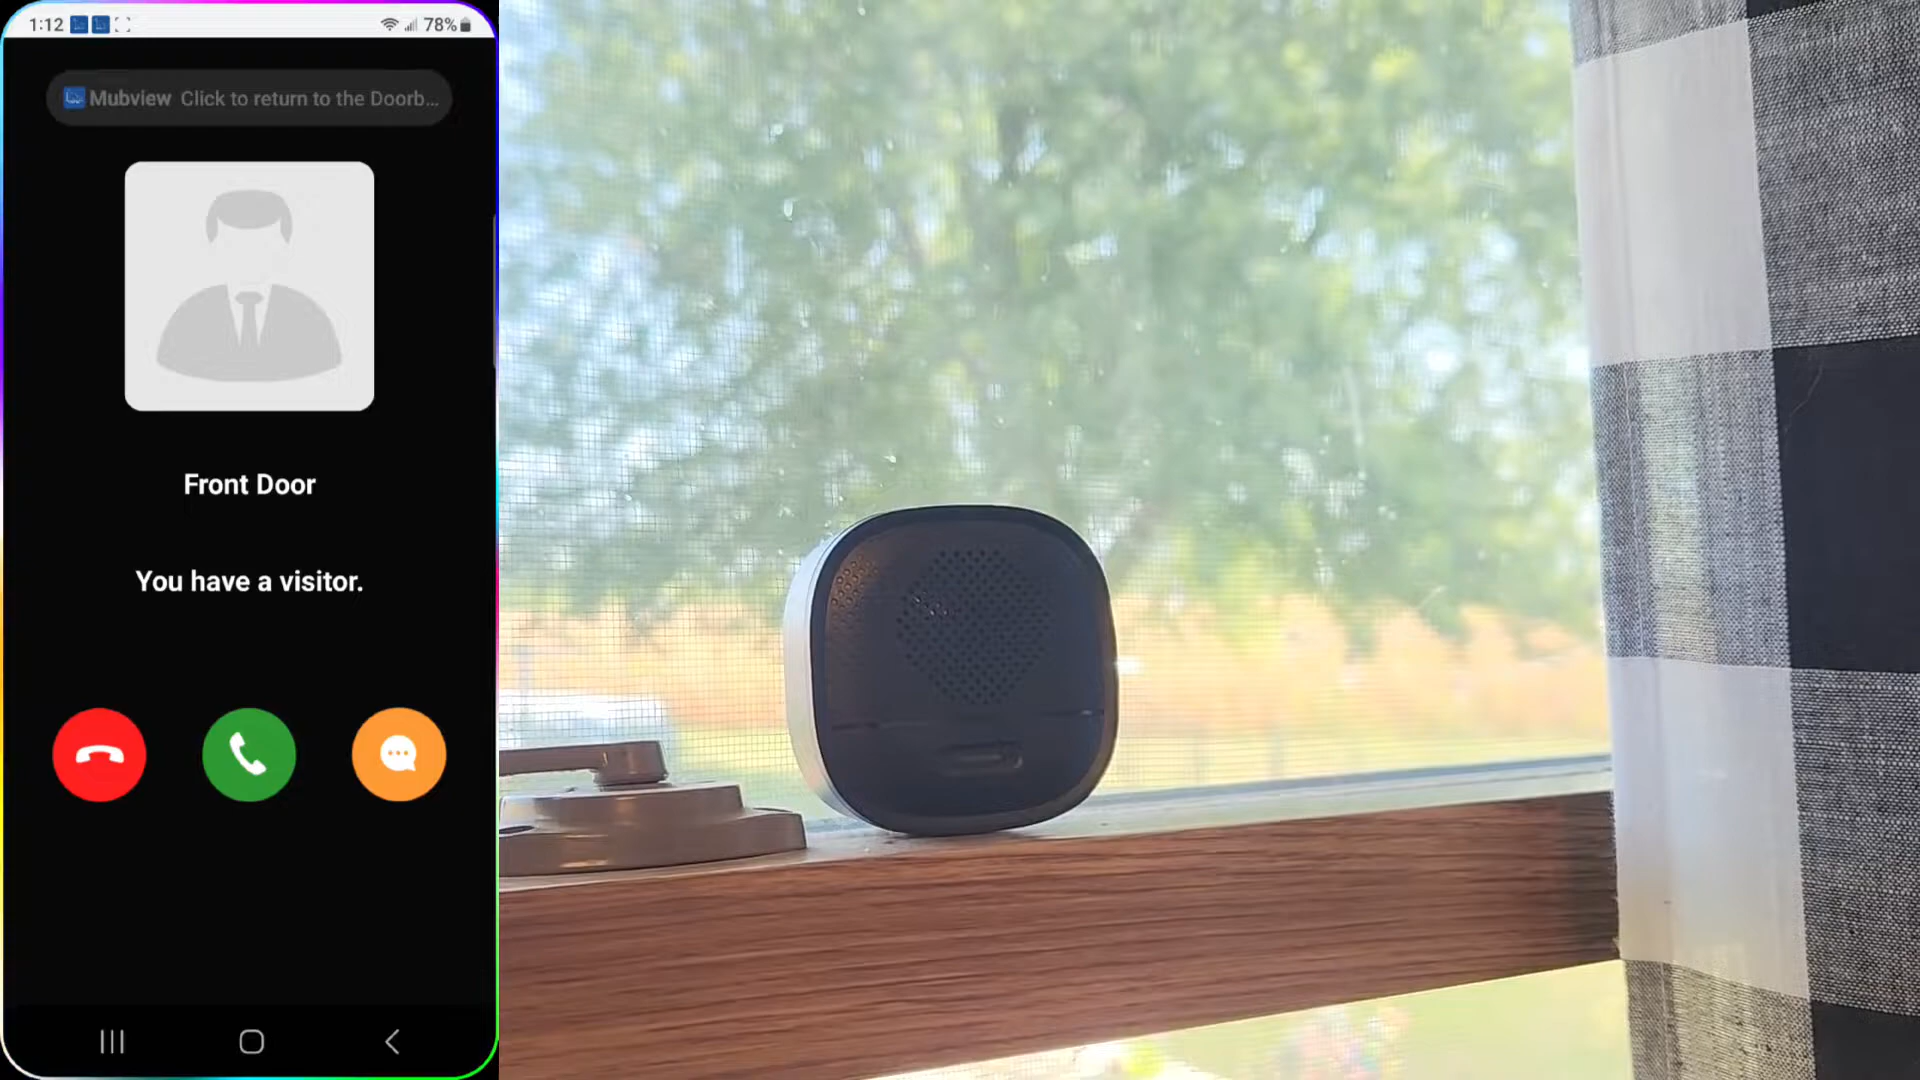 1:12 78%
Mubview Click to return to the Doorb...
Front Door
You have a visitor.